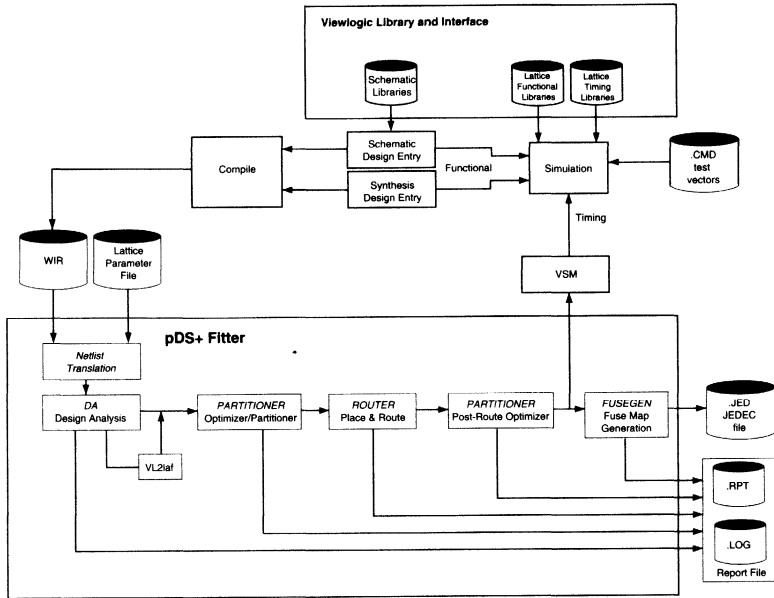 Viewlogic Library and Interface
Schematic
Libraries
Lattice
Functional
Libraries
Lattice
Timing
Libraries
Schematic
Design Entry
Functional
Simulation
.CMD
test
vectors
Compile
Synthesis
Design Entry
Timing
WIR
Lattice
Parameter
File
VSM
pDS+ Fitter
Netlist
Translation
DA
Design Analysis
PARTITIONER
Optimizer/Partitioner
ROUTER
Place & Route
PARTITIONER
Post-Route Optimizer
FUSEGEN
Fuse Map
Generation
.JED
JEDEC
file
VL2laf
.RPT
.LOG
Report File